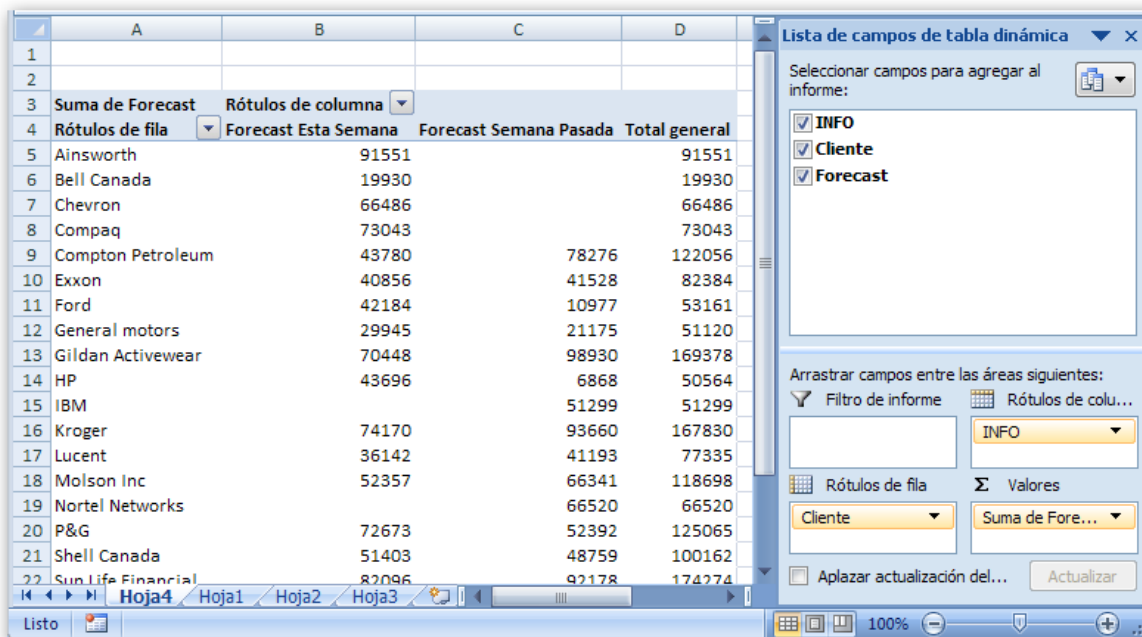 A B C D
1
2
3 Suma de Forecast Rótulos de columna
4 Rótulos de fila Forecast Esta Semana Forecast Semana Pasada Total general
5 Ainsworth 91551 91551
6 Bell Canada 19930 19930
7 Chevron 66486 66486
8 Compaq 73043 73043
9 Compton Petroleum 43780 78276 122056
10 Exxon 40856 41528 82384
11 Ford 42184 10977 53161
12 General motors 29945 21175 51120
13 Gildan Activewear 70448 98930 169378
14 HP 43696 6868 50564
15 IBM 51299 51299
16 Kroger 74170 93660 167830
17 Lucent 36142 41193 77335
18 Molson Inc 52357 66341 118698
19 Nortel Networks 66520 66520
20 P&G 72673 52392 125065
21 Shell Canada 51403 48759 100162
22 Sun Life Financial 82096 92178 174274
Hoja4 Hoja1 Hoja2 Hoja3
Listo 100%
Lista de campos de tabla dinámica
Seleccionar campos para agregar al
informe:
INFO
Cliente
Forecast
Arrastrar campos entre las áreas siguientes:
Filtro de informe Rótulos de colu...
INFO
Rótulos de fila Σ Valores
Cliente Suma de Fore...
Aplazar actualización del... Actualizar